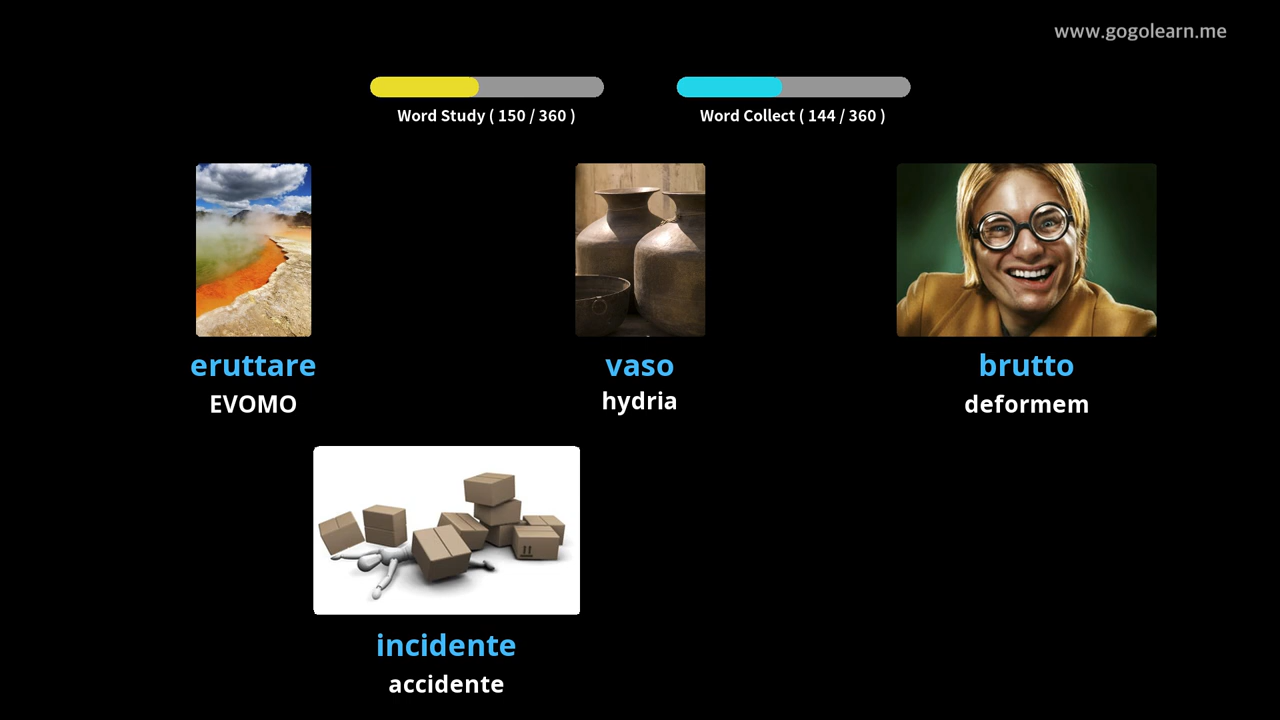 www.gogolearn.me
Word Study ( 150 / 360 )
Word Collect ( 144 / 360 )
eruttare
EVOMO
vaso
hydria
brutto
deformem
incidente
accidente